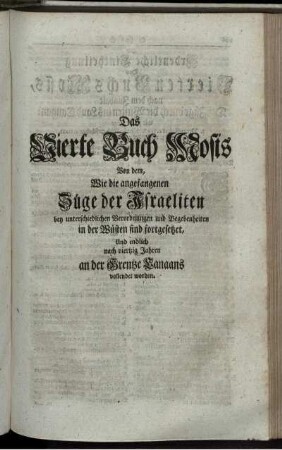 Das
Vierte Buch Mosis
Von dem,
Wie die angefangenen
Züge der Israeliten
bey unterschiedlichen Verordnungen und Begebenheiten
in der Wüsten sind fortgesetzet,
Und endlich
nach viertzig Jahren
an der Grentze Canaans
vollendet worden.